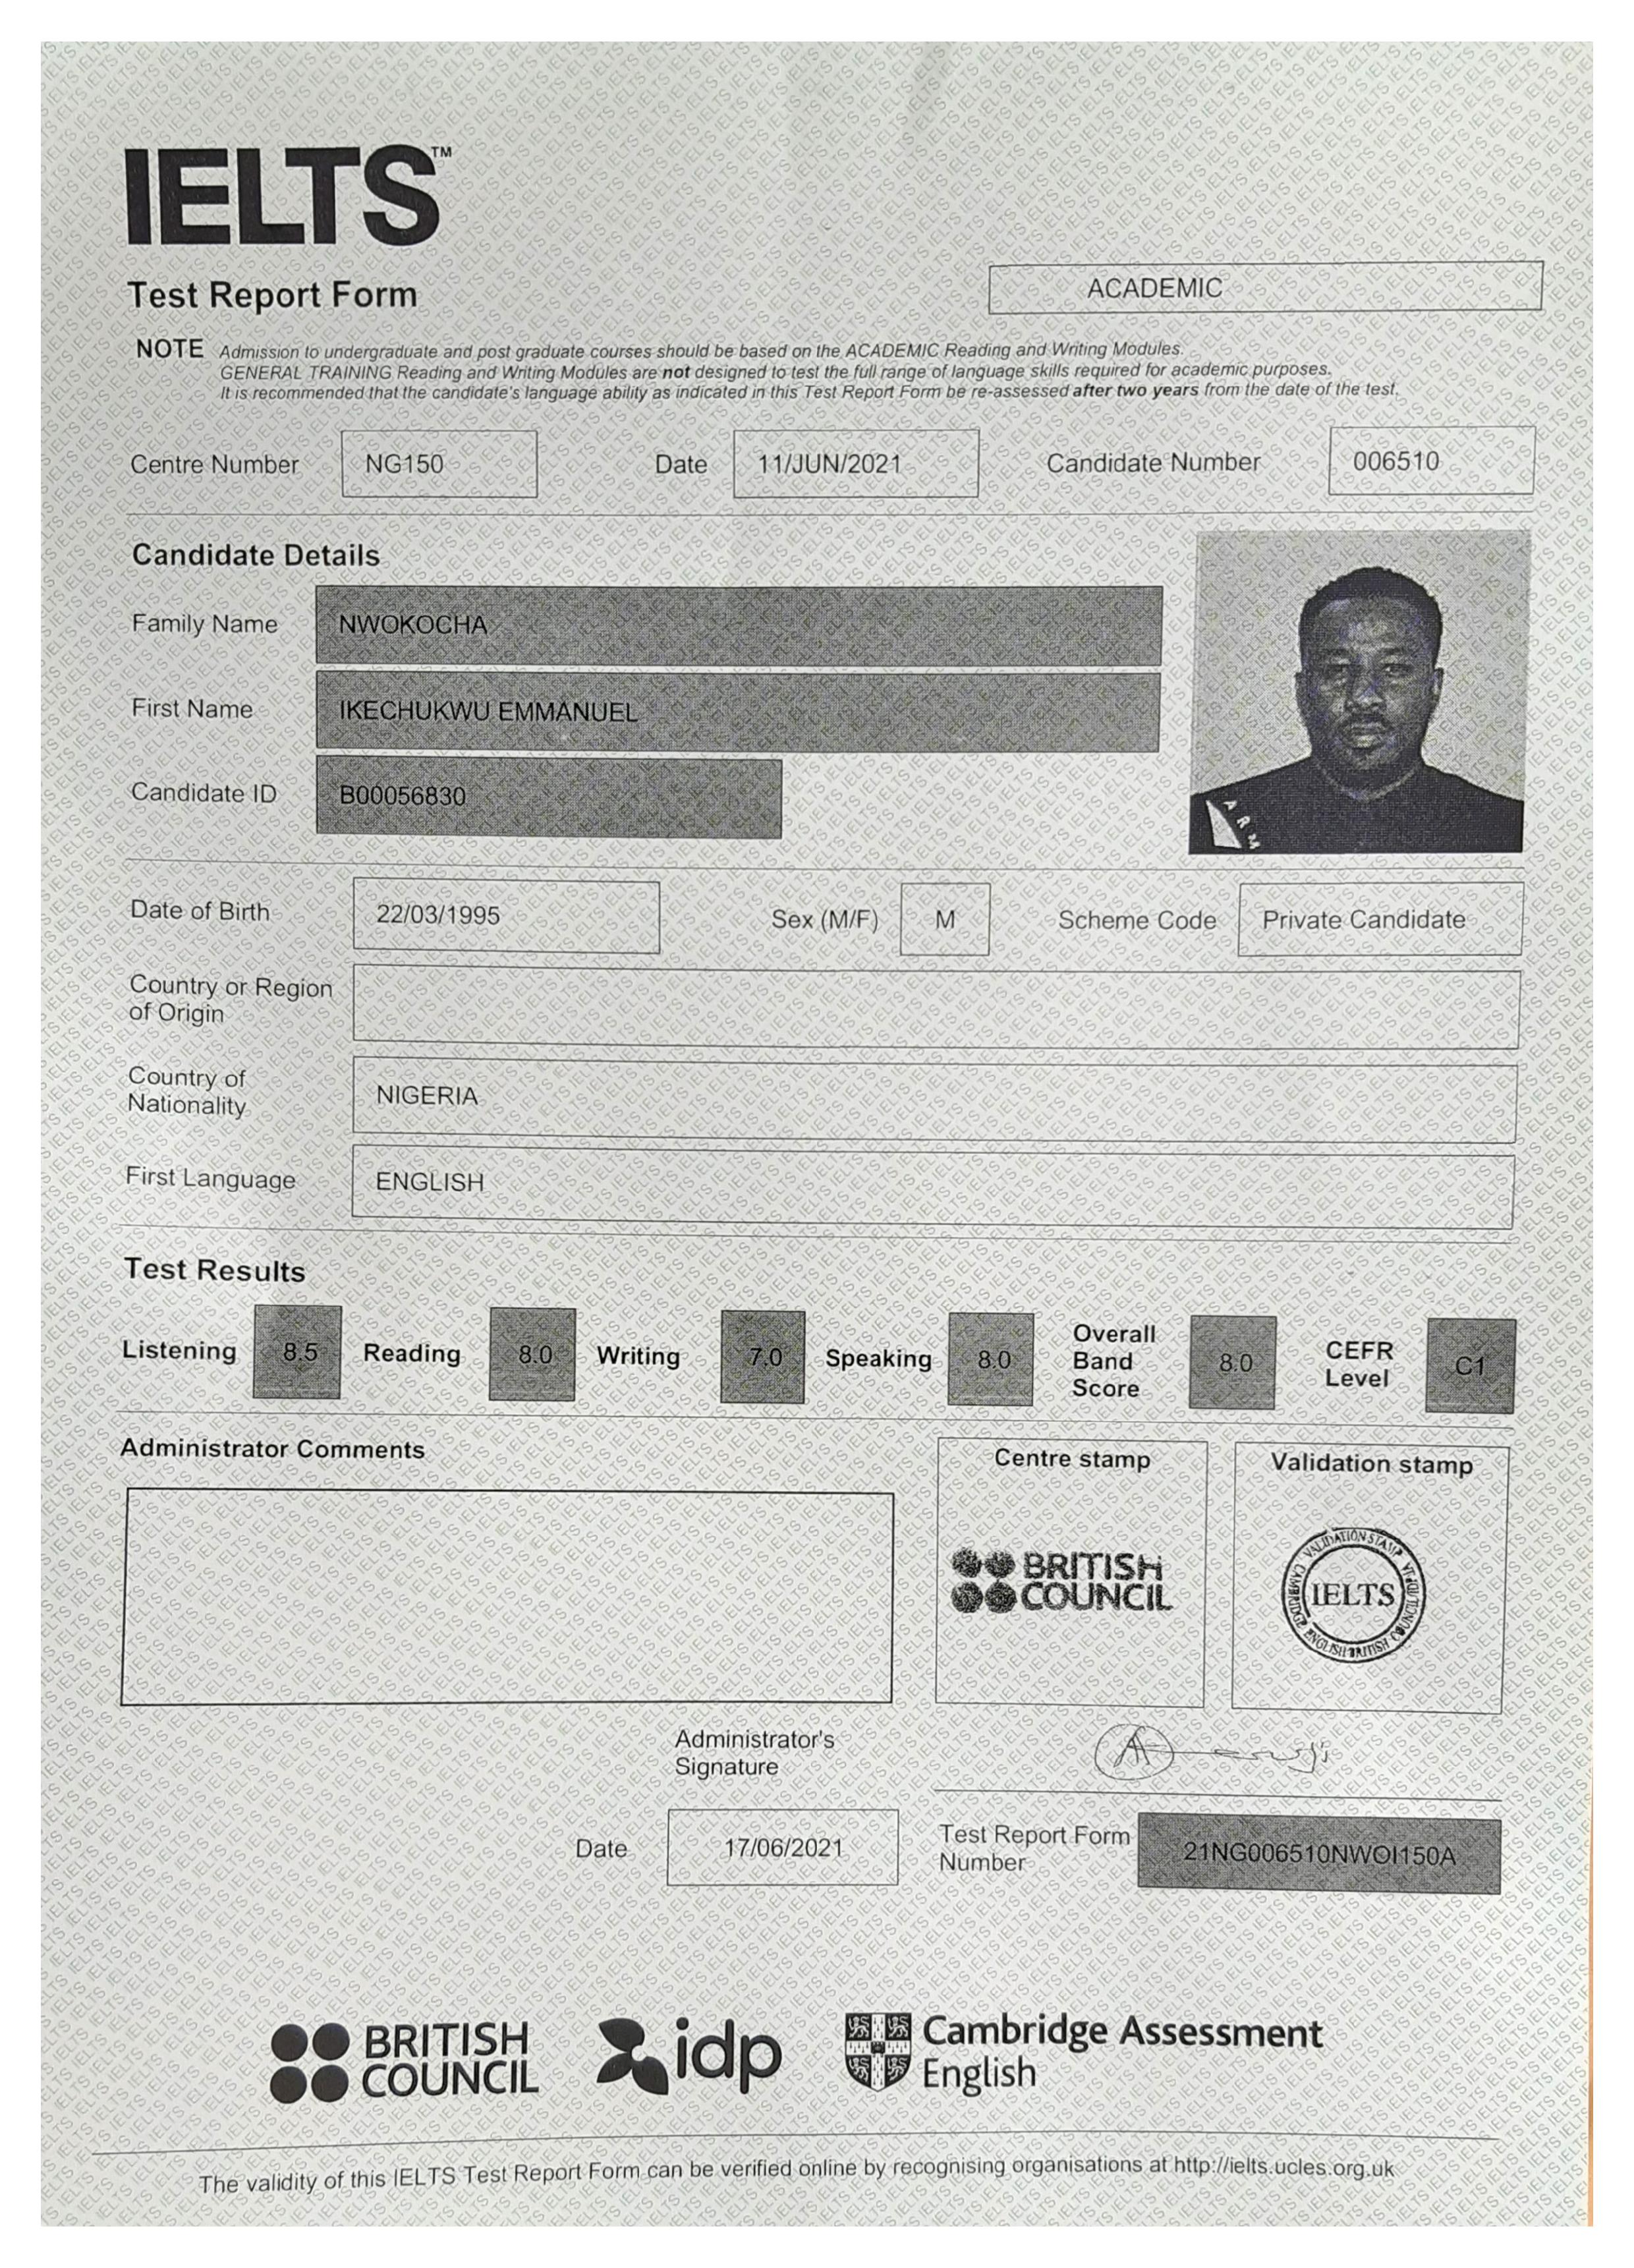 IELTS™
Test Report Form
ACADEMIC
NOTE Admission to undergraduate and post graduate courses should be based on the ACADEMIC Reading and Writing Modules.
GENERAL TRAINING Reading and Writing Modules are not designed to test the full range of language skills required for academic purposes.
It is recommended that the candidate's language ability as indicated in this Test Report Form be re-assessed after two years from the date of the test.
Centre Number NG150 Date 11/JUN/2021 Candidate Number 006510
Candidate Details
Family Name NWOKOCHA
First Name IKECHUKWU EMMANUEL
Candidate ID B00056830
A R M
Date of Birth 22/03/1995 Sex (M/F) M Scheme Code Private Candidate
Country or Region
of Origin
Country of
Nationality NIGERIA
First Language ENGLISH
Test Results
Listening 8.5 Reading 8.0 Writing 7.0 Speaking 8.0 Overall Band Score 8.0 CEFR Level C1
Administrator Comments
Centre stamp
BRITISH
COUNCIL
Validation stamp
VALIDATION STAMP
CAMBRIDGE ENGLISH BRITISH COUNCIL
IELTS
Administrator's
Signature
Date 17/06/2021
Test Report Form
Number 21NG006510NWOI150A
BRITISH
COUNCIL
idp
Cambridge Assessment
English
The validity of this IELTS Test Report Form can be verified online by recognising organisations at http://ielts.ucles.org.uk